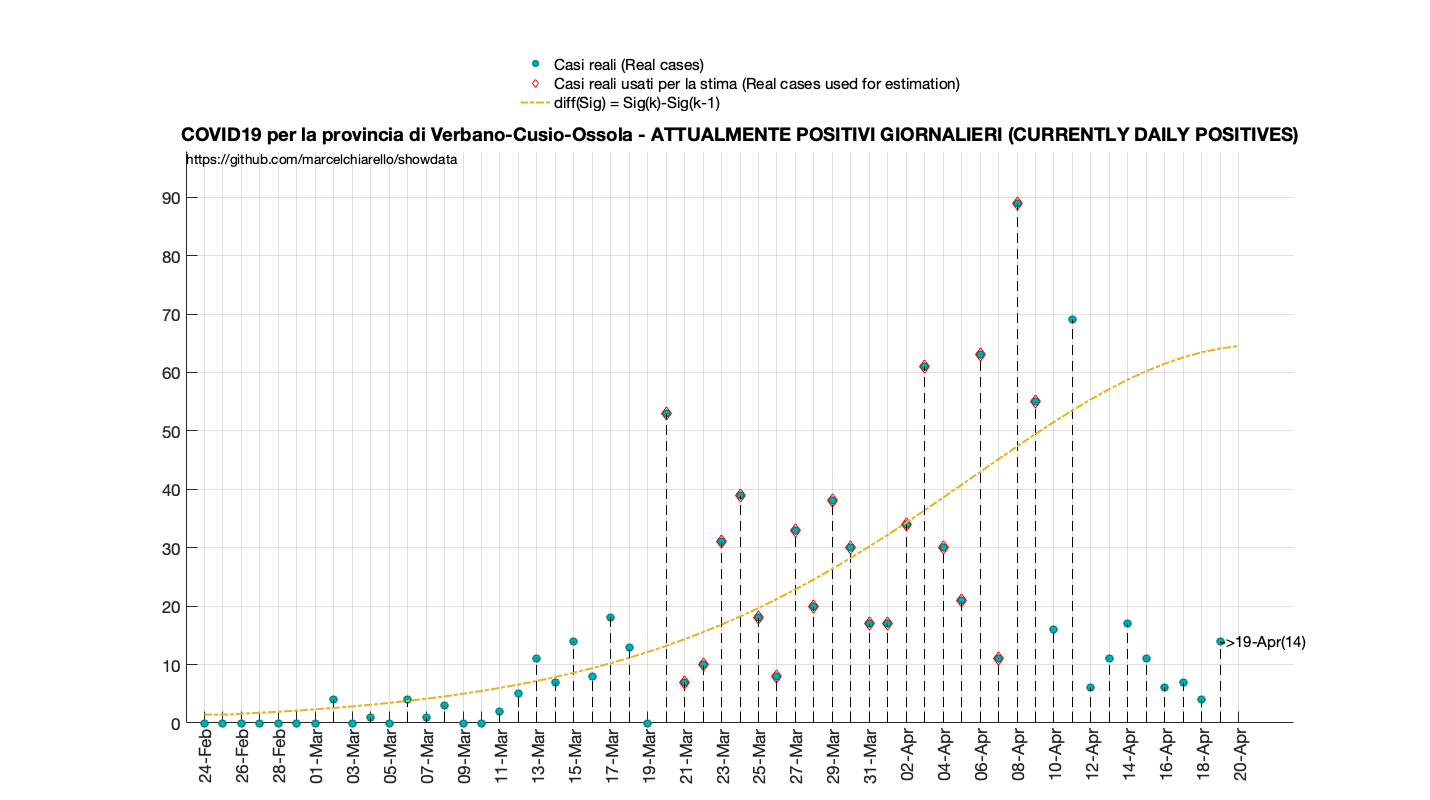 Casi reali (Real cases)
Casi reali usati per la stima (Real cases used for estimation)
diff(Sig) = Sig(k)-Sig(k-1)
COVID19 per la provincia di Verbano-Cusio-Ossola - ATTUALMENTE POSITIVI GIORNALIERI (CURRENTLY DAILY POSITIVES)
https://github.com/marcelchiarello/showdata
90
80
70
60
50
40
30
20
10
0
->19-Apr(14)
24-Feb
26-Feb
28-Feb
01-Mar
03-Mar
05-Mar
07-Mar
09-Mar
11-Mar
13-Mar
15-Mar
17-Mar
19-Mar
21-Mar
23-Mar
25-Mar
27-Mar
29-Mar
31-Mar
02-Apr
04-Apr
06-Apr
08-Apr
10-Apr
12-Apr
14-Apr
16-Apr
18-Apr
20-Apr